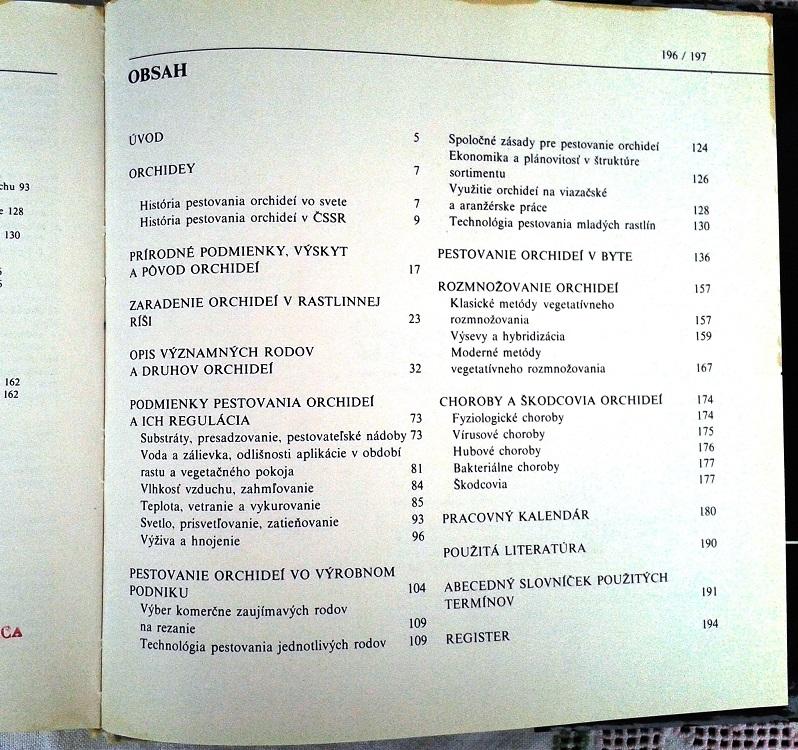 chu 93
e 128
130
162
162
ČA
196 / 197
OBSAH
ÚVOD 5
ORCHIDEY 7
História pestovania orchideí vo svete 7
História pestovania orchideí v ČSSR 9
PRÍRODNÉ PODMIENKY, VÝSKYT
A PÔVOD ORCHIDEÍ 17
ZARADENIE ORCHIDEÍ V RASTLINNEJ
RÍŠI 23
OPIS VÝZNAMNÝCH RODOV
A DRUHOV ORCHIDEÍ 32
PODMIENKY PESTOVANIA ORCHIDEÍ
A ICH REGULÁCIA 73
Substráty, presadzovanie, pestovateľské nádoby 73
Voda a zálievka, odlišnosti aplikácie v období
rastu a vegetačného pokoja 81
Vlhkosť vzduchu, zahmľovanie 84
Teplota, vetranie a vykurovanie 85
Svetlo, prisvetľovanie, zatieňovanie 93
Výživa a hnojenie 96
PESTOVANIE ORCHIDEÍ VO VÝROBNOM
PODNIKU 104
Výber komerčne zaujímavých rodov
na rezanie 109
Technológia pestovania jednotlivých rodov 109
Spoločné zásady pre pestovanie orchideí 124
Ekonomika a plánovitosť v štruktúre
sortimentu 126
Využitie orchideí na viazačské
a aranžérske práce 128
Technológia pestovania mladých rastlín 130
PESTOVANIE ORCHIDEÍ V BYTE 136
ROZMNOŽOVANIE ORCHIDEÍ 157
Klasické metódy vegetatívneho
rozmnožovania 157
Výsevy a hybridizácia 159
Moderné metódy
vegetatívneho rozmnožovania 167
CHOROBY A ŠKODCOVIA ORCHIDEÍ 174
Fyziologické choroby 174
Vírusové choroby 175
Hubové choroby 176
Bakteriálne choroby 177
Škodcovia 177
PRACOVNÝ KALENDÁR 180
POUŽITÁ LITERATÚRA 190
ABECEDNÝ SLOVNÍČEK POUŽITÝCH
TERMÍNOV 191
REGISTER 194